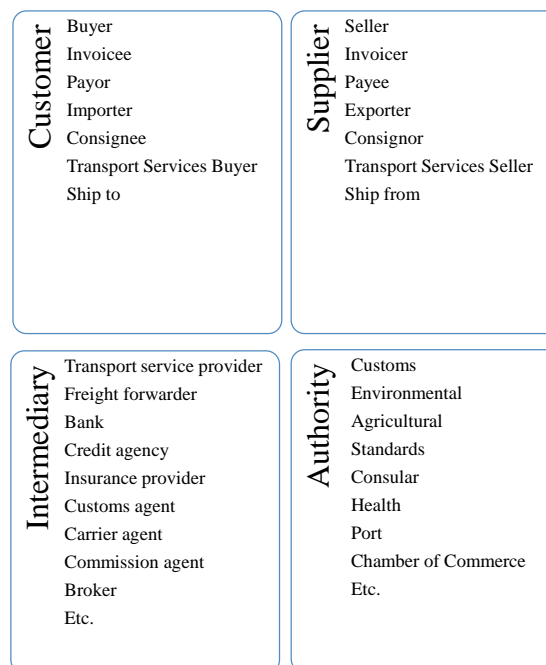 Customer
Buyer
Invoicee
Payor
Importer
Consignee
Transport Services Buyer
Ship to
Supplier
Seller
Invoicer
Payee
Exporter
Consignor
Transport Services Seller
Ship from
Intermediary
Transport service provider
Freight forwarder
Bank
Credit agency
Insurance provider
Customs agent
Carrier agent
Commission agent
Broker
Etc.
Authority
Customs
Environmental
Agricultural
Standards
Consular
Health
Port
Chamber of Commerce
Etc.